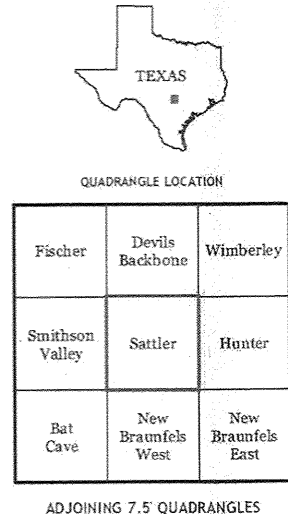 TEXAS
QUADRANGLE LOCATION
Fischer
Devils
Backbone
Wimberley
Smithson
Valley
Sattler
Hunter
Bat
Cave
New
Braunfels
West
New
Braunfels
East
ADJOINING 7.5' QUADRANGLES